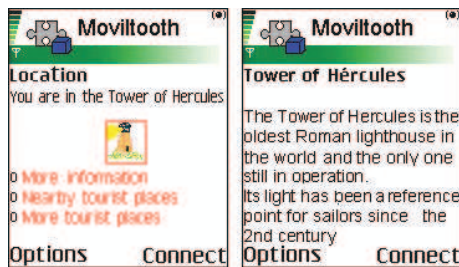 Moviltooth
Location
You are in the Tower of Hercules
o More information
o Nearby tourist places
o More tourist places
Options Connect
Moviltooth
Tower of Hércules
The Tower of Hercules is the
oldest Roman lighthouse in
the world and the only one
still in operation.
Its light has been a reference
point for sailors since the
2nd century
Options Connect